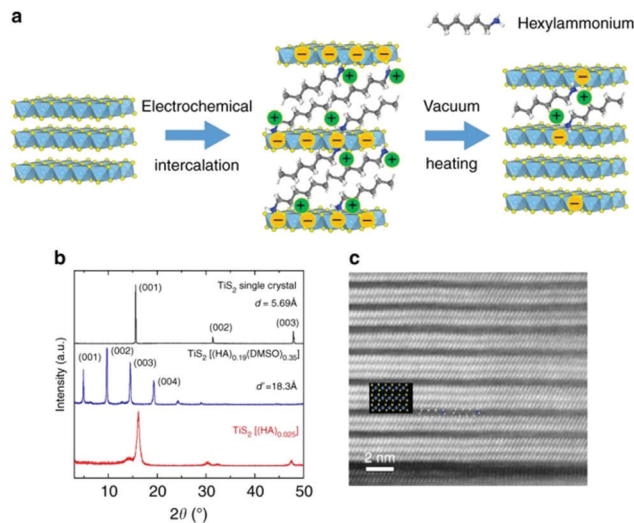 a
Hexylammonium
Electrochemical
intercalation
Vacuum
heating
− − − −
+ +
+ +
− − − −
+ +
+ +
− − − −
−
+
+
−
−
b
TiS2 single crystal
d = 5.69Å
(001)
(002)
(003)
TiS2 [(HA)0.19(DMSO)0.35]
d′=18.3Å
(001)
(002)
(003)
(004)
TiS2 [(HA)0.025]
Intensity (a.u.)
10 20 30 40 50
2θ (°)
c
2 nm